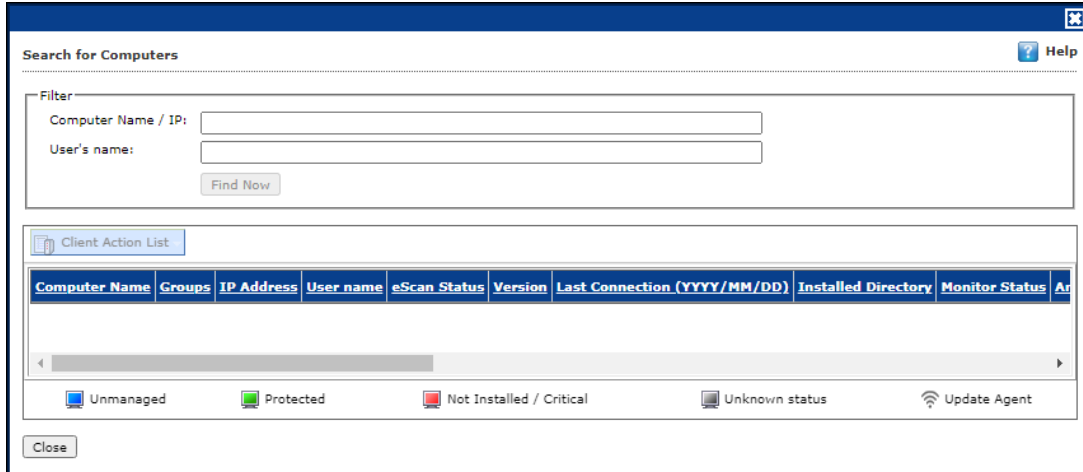 Search for Computers
Help
Filter
Computer Name / IP:
User's name:
Find Now
Client Action List
Computer Name Groups IP Address User name eScan Status Version Last Connection (YYYY/MM/DD) Installed Directory Monitor Status
Unmanaged Protected Not Installed / Critical Unknown status Update Agent
Close